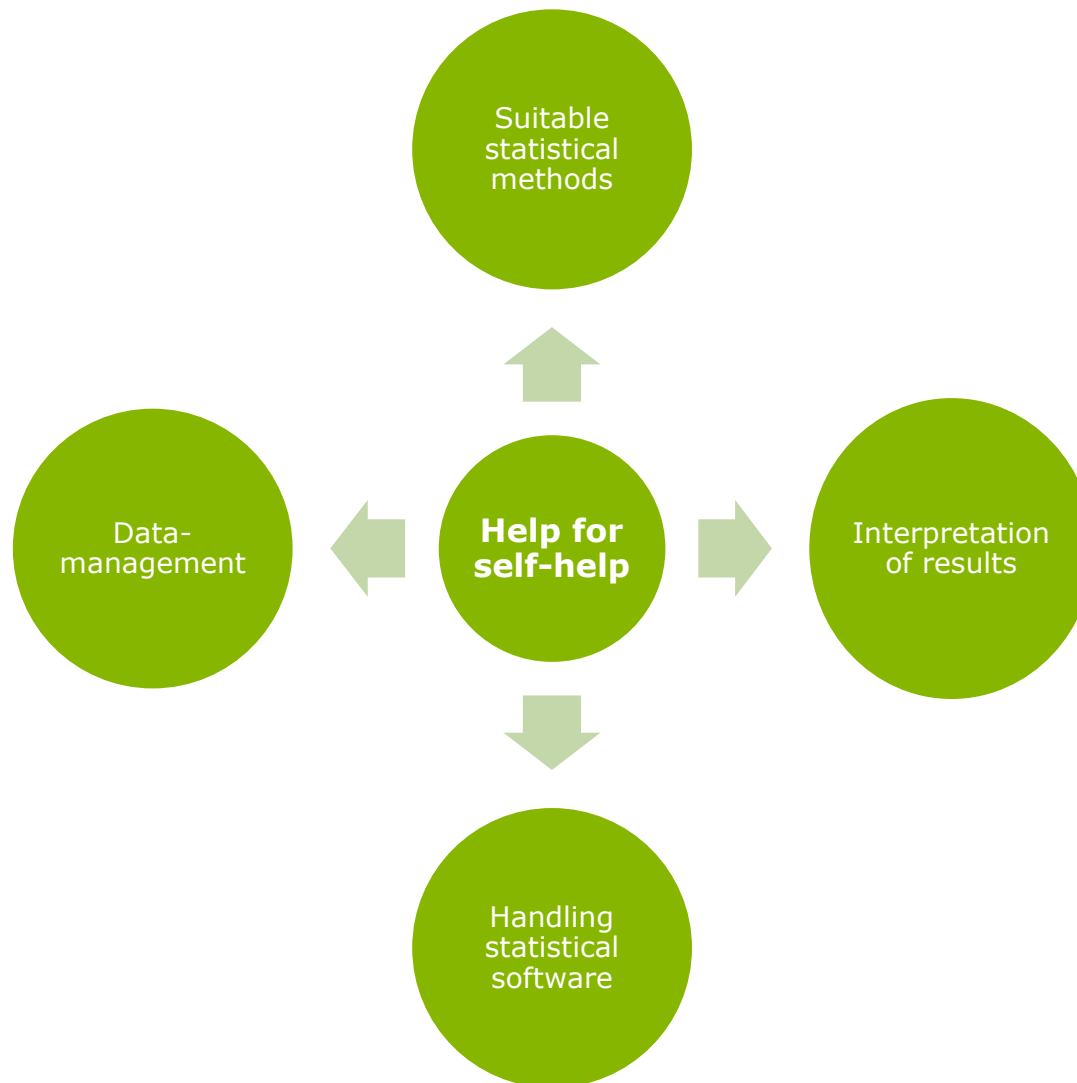 Suitable
statistical
methods
Data-
management
Help for
self-help
Interpretation
of results
Handling
statistical
software